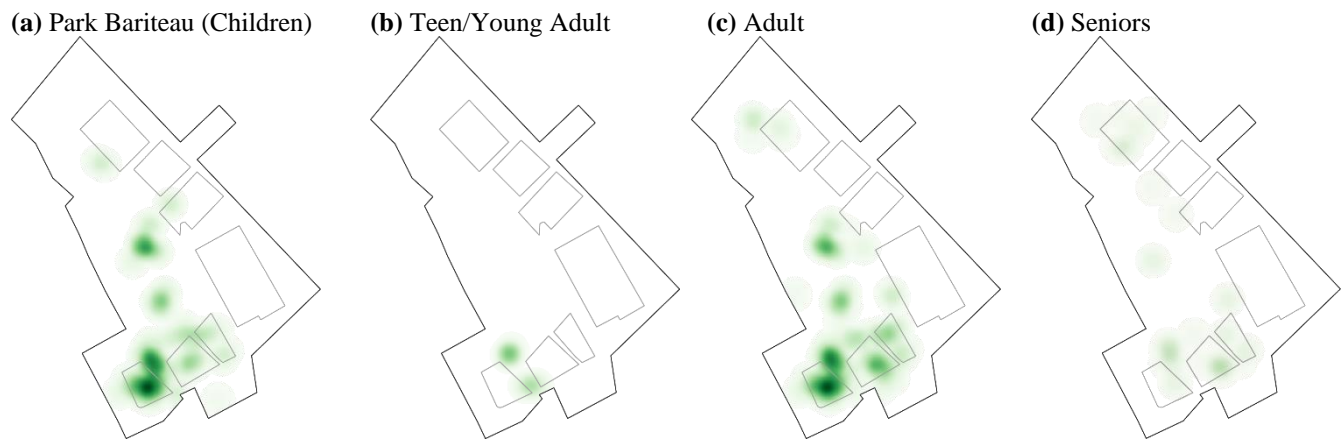 (a) Park Bariteau (Children)
(b) Teen/Young Adult
(c) Adult
(d) Seniors